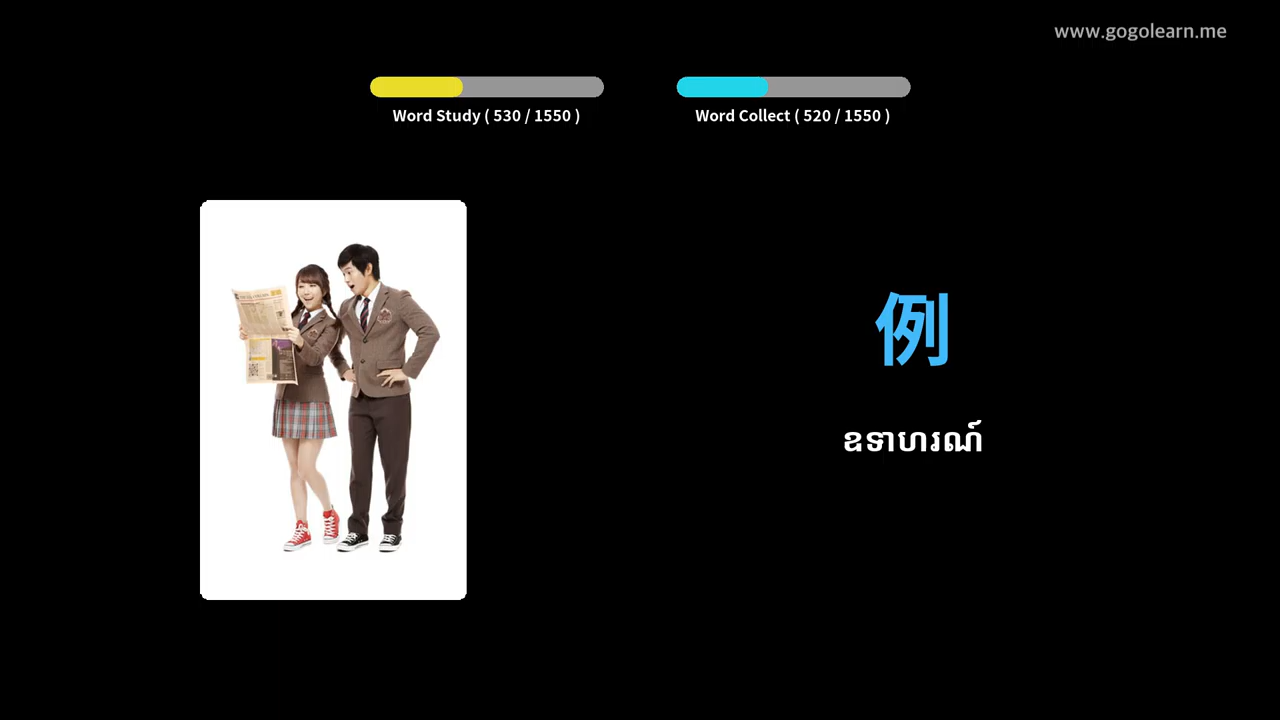 www.gogolearn.me
Word Study ( 530 / 1550 )
Word Collect ( 520 / 1550 )
例
ឧទាហរណ៍